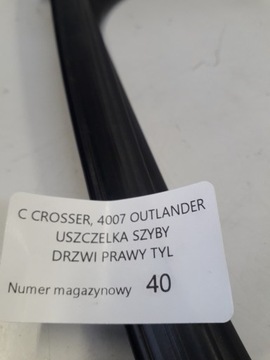 C CROSSER, 4007 OUTLANDER
USZCZELKA SZYBY
DRZWI PRAWY TYL
Numer magazynowy 40